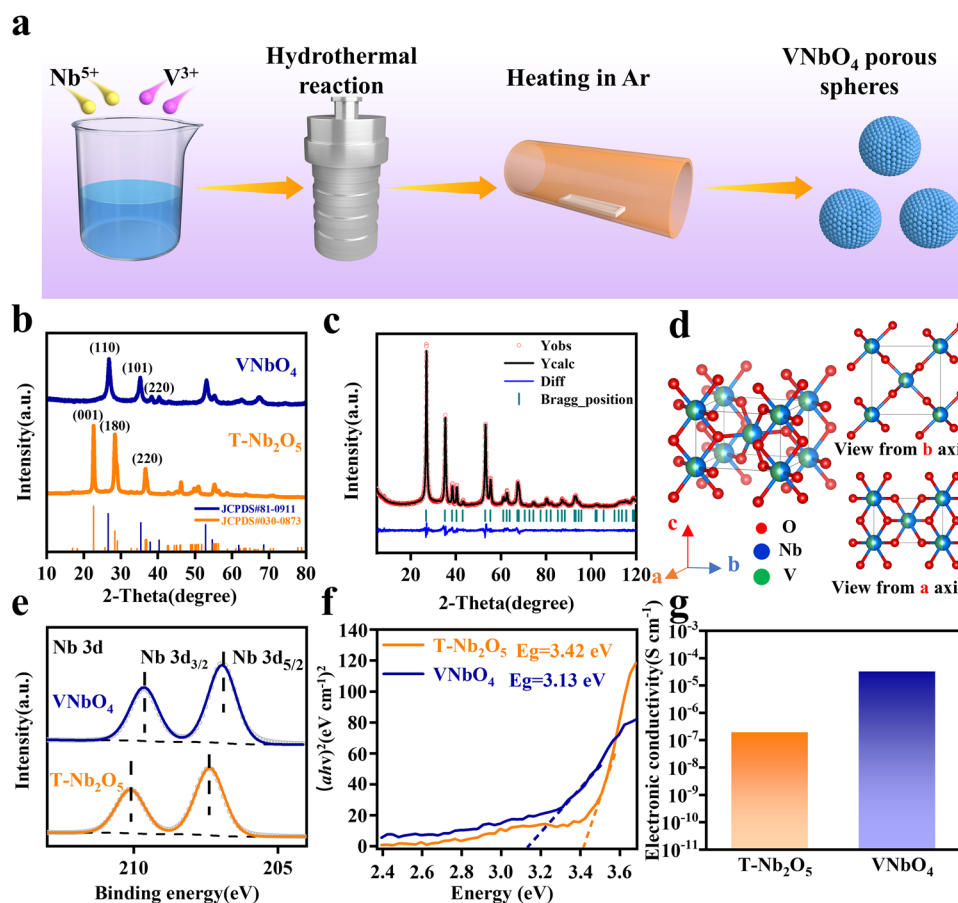 a
Nb⁵⁺ V³⁺
Hydrothermal
reaction
Heating in Ar
VNbO₄ porous
spheres
b
(110)
VNbO₄
(101)
(220)
(001)
(180)
T-Nb₂O₅
(220)
JCPDS#81-0911
JCPDS#030-0873
Intensity(a.u.)
10 20 30 40 50 60 70 80
2-Theta(degree)
c
Yobs
Ycalc
Diff
Bragg_position
Intensity(a.u.)
20 40 60 80 100 120
2-Theta(degree)
d
View from b axi
View from a axi
c
a
b
O
Nb
V
e
Nb 3d
Nb 3d₃/₂
Nb 3d₅/₂
VNbO₄
T-Nb₂O₅
Intensity(a.u.)
210 205
Binding energy(eV)
f
T-Nb₂O₅ Eg=3.42 eV
VNbO₄ Eg=3.13 eV
(ahv)²(eV cm⁻¹)²
140
120
100
80
60
40
20
0
2.4 2.6 2.8 3.0 3.2 3.4 3.6
Energy (eV)
g
Electronic conductivity(S cm⁻¹)
10⁻³
10⁻⁴
10⁻⁵
10⁻⁶
10⁻⁷
10⁻⁸
10⁻⁹
10⁻¹⁰
10⁻¹¹
T-Nb₂O₅
VNbO₄